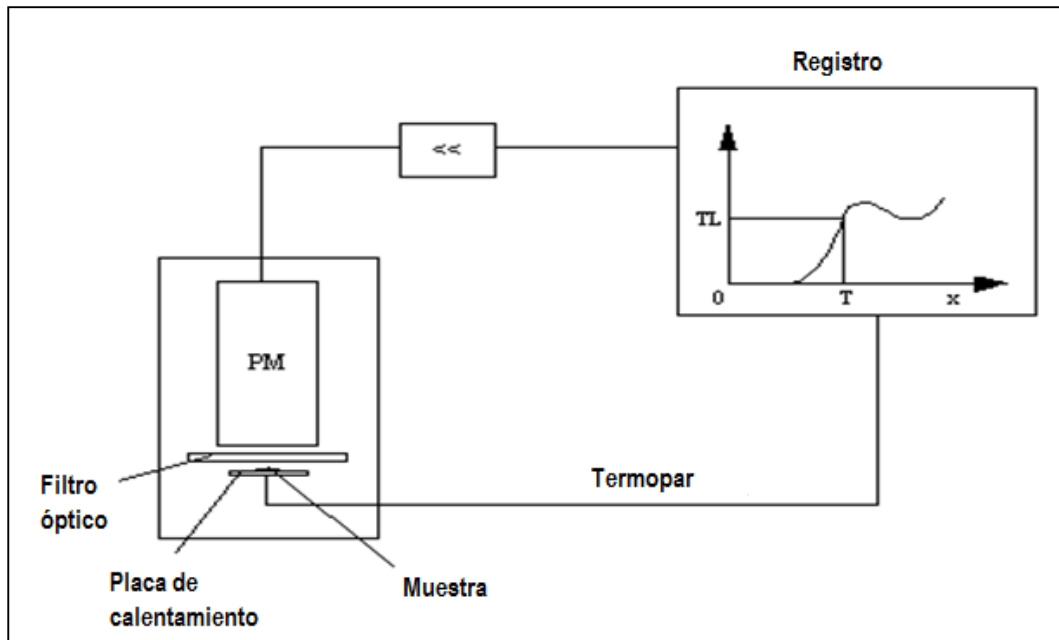 Registro
<<
TL
0
T
x
PM
Filtro
óptico
Termopar
Placa de
calentamiento
Muestra